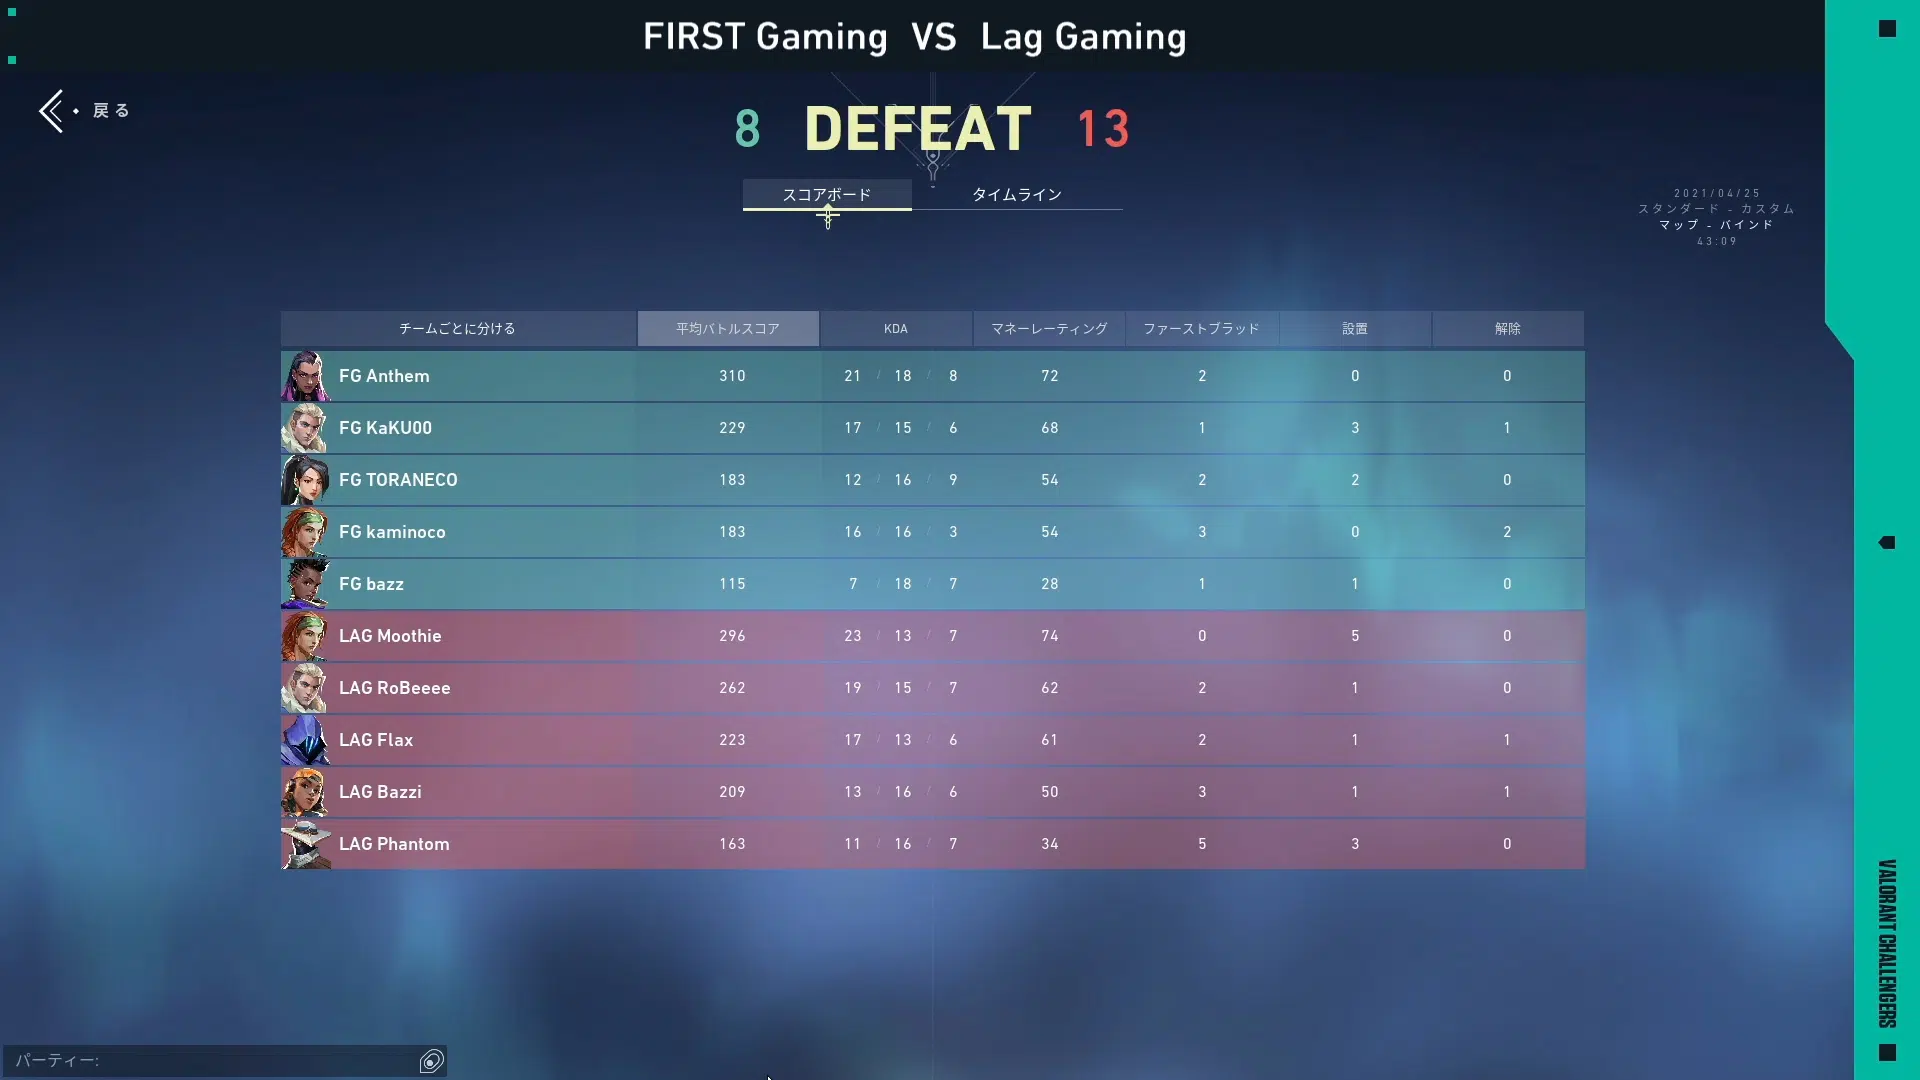 FIRST Gaming VS Lag Gaming
戻る
8 DEFEAT 13
スコアボード タイムライン
2021/04/25
スタンダード - カスタム
マップ - バインド
43:09
チームごとに分ける 平均バトルスコア KDA マネーレーティング ファーストブラッド 設置 解除
FG Anthem 310 21 / 18 / 8 72 2 0 0
FG KaKU00 229 17 / 15 / 6 68 1 3 1
FG TORANECO 183 12 / 16 / 9 54 2 2 0
FG kaminoco 183 16 / 16 / 3 54 3 0 2
FG bazz 115 7 / 18 / 7 28 1 1 0
LAG Moothie 296 23 / 13 / 7 74 0 5 0
LAG RoBeeee 262 19 / 15 / 7 62 2 1 0
LAG Flax 223 17 / 13 / 6 61 2 1 1
LAG Bazzi 209 13 / 16 / 6 50 3 1 1
LAG Phantom 163 11 / 16 / 7 34 5 3 0
VALORANT CHALLENGERS
パーティー: